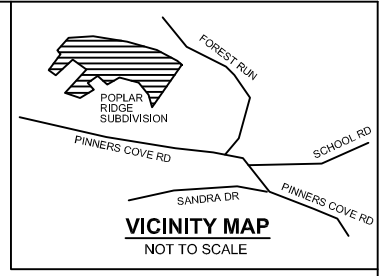 FOREST RUN
POPLAR
RIDGE
SUBDIVISION
PINNERS COVE RD
SCHOOL RD
SANDRA DR
PINNERS COVE RD
VICINITY MAP
NOT TO SCALE